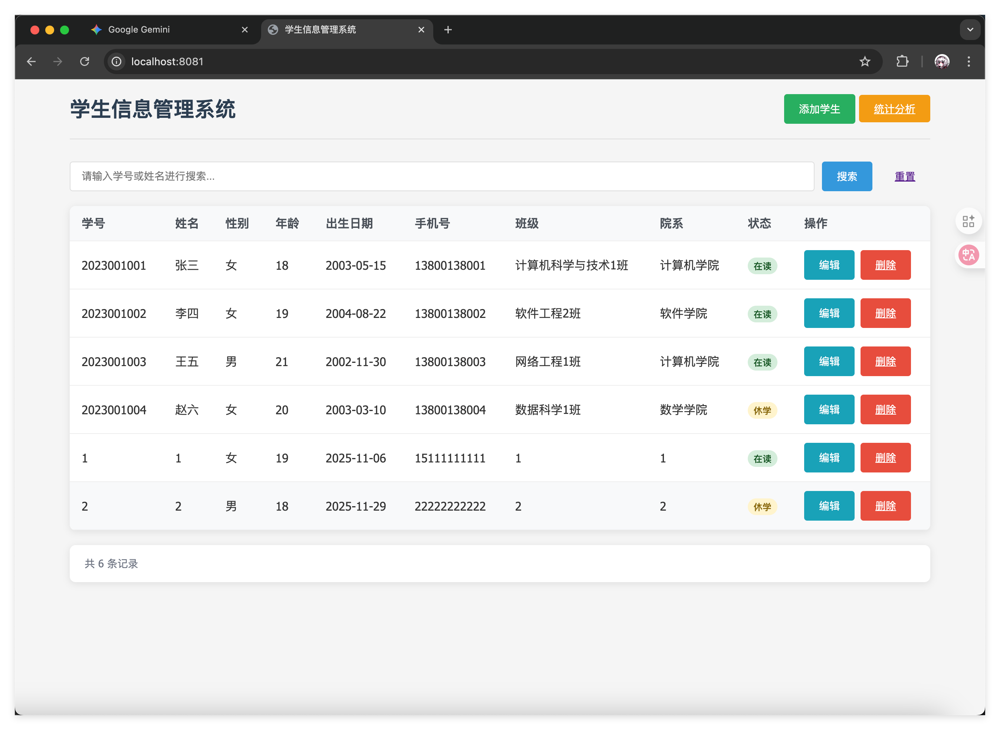 Google Gemini
学生信息管理系统
localhost:8081
学生信息管理系统
添加学生 统计分析
请输入学号或姓名进行搜索...
搜索 重置
学号 姓名 性别 年龄 出生日期 手机号 班级 院系 状态 操作
2023001001 张三 女 18 2003-05-15 13800138001 计算机科学与技术1班 计算机学院 在读 编辑 删除
2023001002 李四 女 19 2004-08-22 13800138002 软件工程2班 软件学院 在读 编辑 删除
2023001003 王五 男 21 2002-11-30 13800138003 网络工程1班 计算机学院 在读 编辑 删除
2023001004 赵六 女 20 2003-03-10 13800138004 数据科学1班 数学学院 休学 编辑 删除
1 1 女 19 2025-11-06 15111111111 1 1 在读 编辑 删除
2 2 男 18 2025-11-29 22222222222 2 2 休学 编辑 删除
共 6 条记录
中A